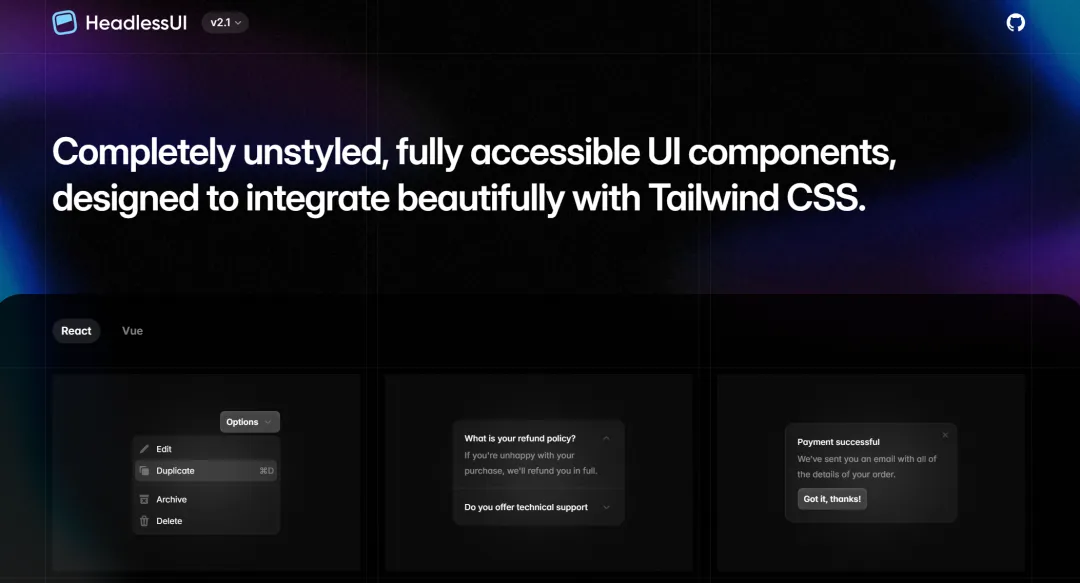 HeadlessUI v2.1
Completely unstyled, fully accessible UI components,
designed to integrate beautifully with Tailwind CSS.
React Vue
Options
Edit
Duplicate ⌘D
Archive
Delete
What is your refund policy?
If you're unhappy with your
purchase, we'll refund you in full.
Do you offer technical support
Payment successful
We've sent you an email with all of
the details of your order.
Got it, thanks!